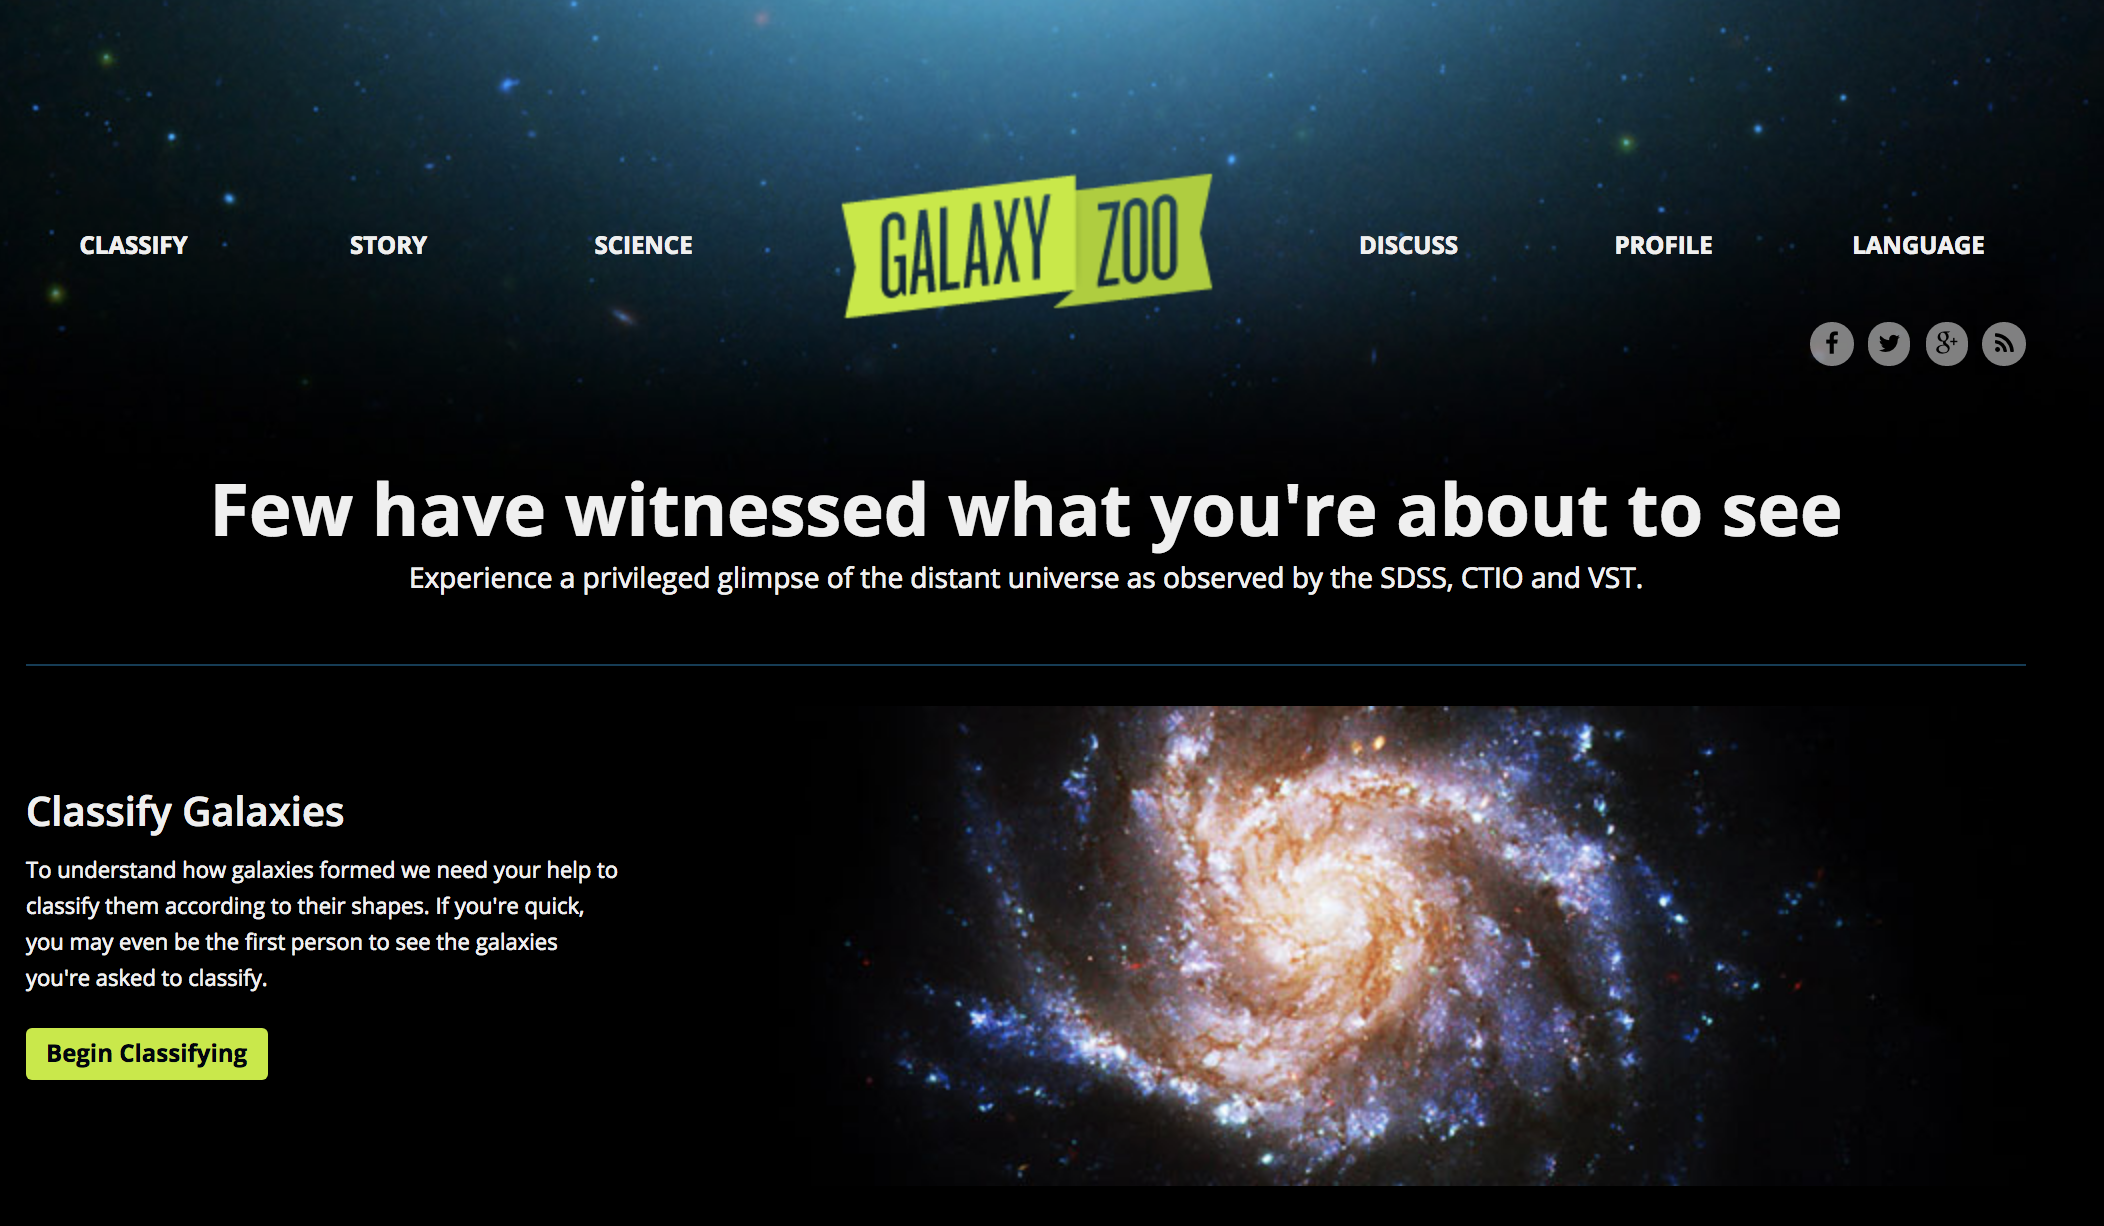 CLASSIFY STORY SCIENCE GALAXY ZOO DISCUSS PROFILE LANGUAGE
Few have witnessed what you're about to see
Experience a privileged glimpse of the distant universe as observed by the SDSS, CTIO and VST.
Classify Galaxies
To understand how galaxies formed we need your help to
classify them according to their shapes. If you're quick,
you may even be the first person to see the galaxies
you're asked to classify.
Begin Classifying